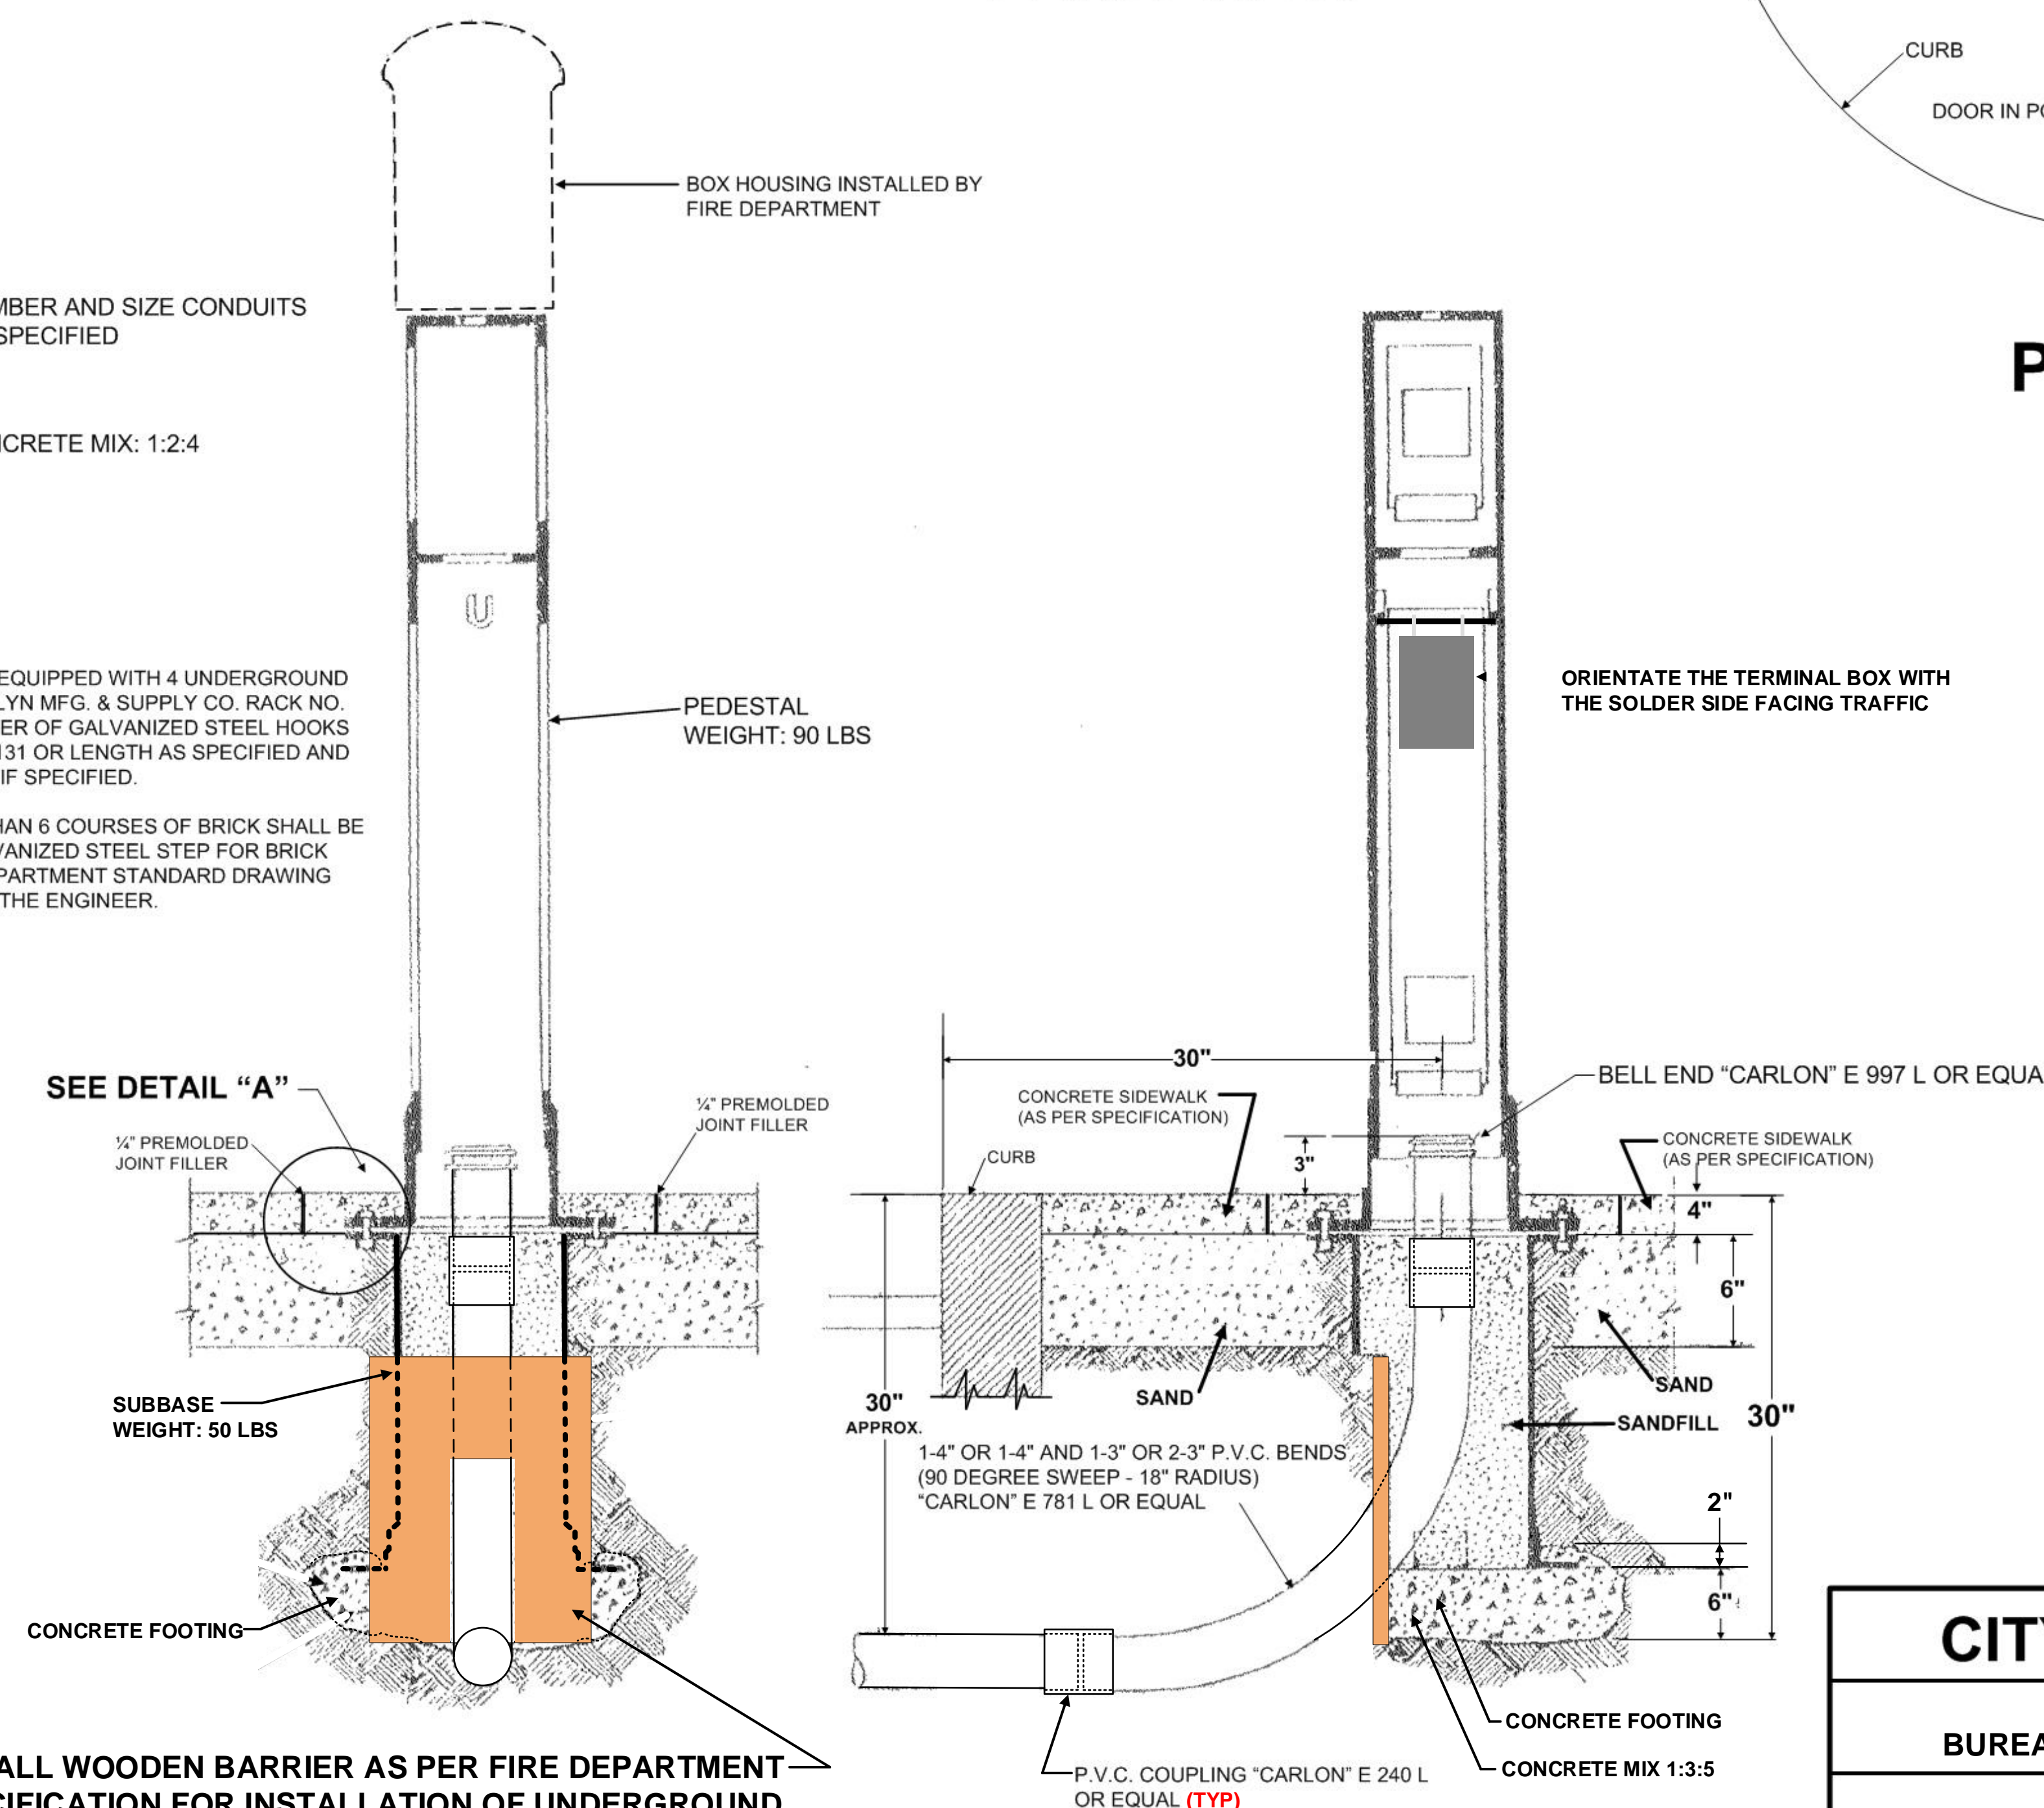 CURB
DOOR IN
BOX HOUSING INSTALLED BY
FIRE DEPARTMENT
AND SIZE CONDUITS
SPECIFIED
P
MIX: 1:2:4
EQUIPPED WITH 4 UNDERGROUND
MFG. & SUPPLY CO. RACK NO.
OF GALVANIZED STEEL HOOKS
131 OR LENGTH AS SPECIFIED AND
IF SPECIFIED.
6 COURSES OF BRICK SHALL BE
STEEL STEP FOR BRICK
STANDARD DRAWING
THE ENGINEER.
U
PEDESTAL
WEIGHT: 90 LBS
ORIENTATE THE TERMINAL BOX WITH
THE SOLDER SIDE FACING TRAFFIC
SEE DETAIL “A”
¼” PREMOLDED
JOINT FILLER
¼” PREMOLDED
JOINT FILLER
30"
BELL END “CARLON” E 997 L OR EQUA
CONCRETE SIDEWALK
(AS PER SPECIFICATION)
CURB
3"
CONCRETE SIDEWALK
(AS PER SPECIFICATION)
4"
6"
SUBBASE
WEIGHT: 50 LBS
30"
APPROX.
SAND
SAND
SANDFILL
30"
1-4" OR 1-4" AND 1-3" OR 2-3" P.V.C. BENDS
(90 DEGREE SWEEP - 18" RADIUS)
“CARLON” E 781 L OR EQUAL
2"
6"
CONCRETE FOOTING
CONCRETE FOOTING
CONCRETE MIX 1:3:5
P.V.C. COUPLING “CARLON” E 240 L
OR EQUAL (TYP)
ALL WOODEN BARRIER AS PER FIRE DEPARTMENT
CIFICATION FOR INSTALLATION OF UNDERGROUND
CITY
BUREA